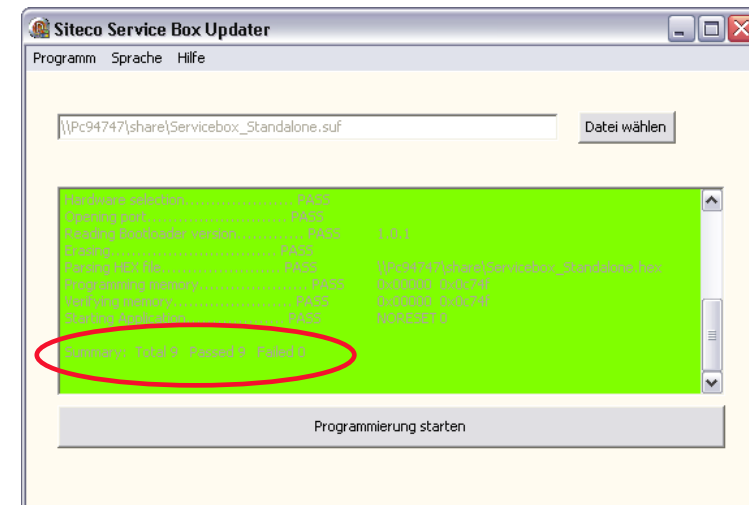 Siteco Service Box Updater
Programm Sprache Hilfe
\\Pc94747\share\Servicebox_Standalone.suf
Datei wählen
Hardware selection..................... PASS
Opening port........................... PASS
Reading Bootloader version............. PASS 1.0.1
Erasing................................ PASS
Parsing HEX file....................... PASS \\Pc94747\share\Servicebox_Standalone.hex
Programming memory..................... PASS 0x00000 0x0c74f
Verifying memory....................... PASS 0x00000 0x0c74f
Starting Application................... PASS NORESET 0
Summary: Total 9 Passed 9 Failed 0
Programmierung starten